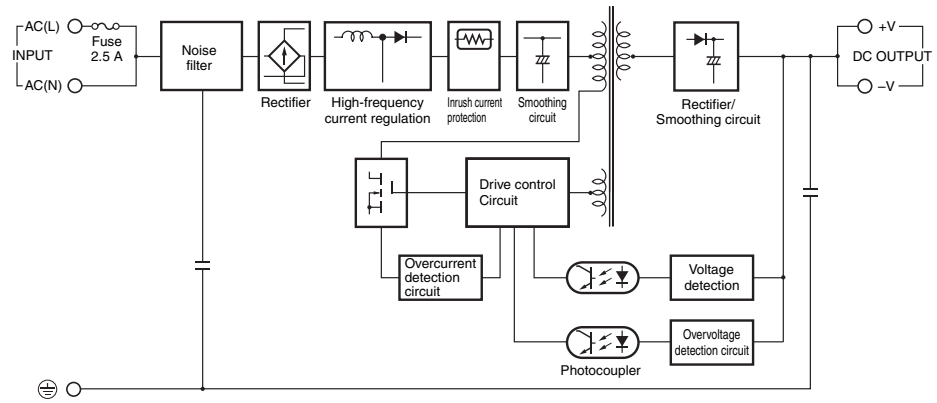 AC(L)
Fuse
2.5 A
INPUT
AC(N)
Noise
filter
Rectifier
High-frequency
current regulation
Inrush current
protection
Smoothing
circuit
Rectifier/
Smoothing circuit
+V
DC OUTPUT
–V
Drive control
Circuit
Overcurrent
detection
circuit
Voltage
detection
Overvoltage
detection circuit
Photocoupler